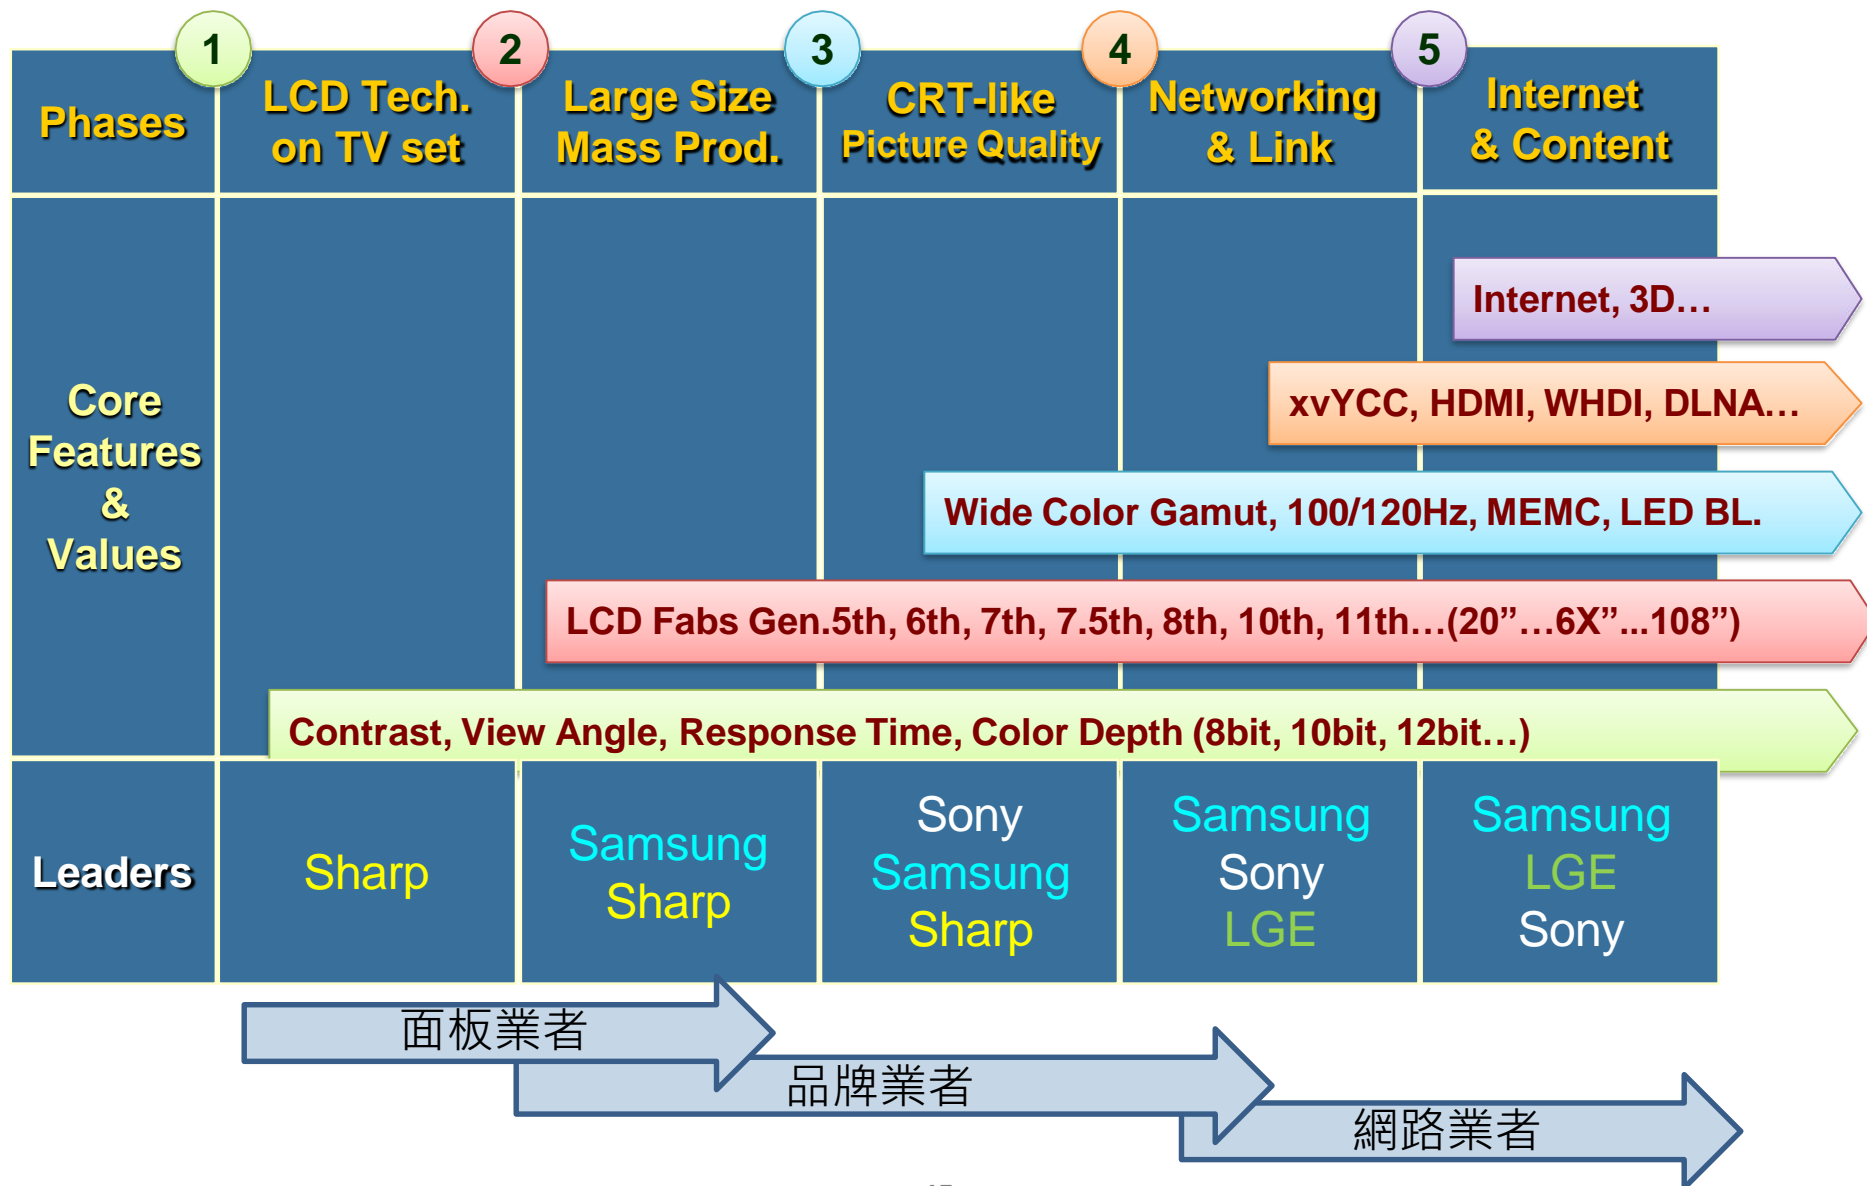 1
2
3
4
5
Phases
LCD Tech.
on TV set
Large Size
Mass Prod.
CRT-like
Picture Quality
Networking
& Link
Internet
& Content
Core
Features
&
Values
Internet, 3D…
xvYCC, HDMI, WHDI, DLNA…
Wide Color Gamut, 100/120Hz, MEMC, LED BL.
LCD Fabs Gen.5th, 6th, 7th, 7.5th, 8th, 10th, 11th…(20”…6X”...108”)
Contrast, View Angle, Response Time, Color Depth (8bit, 10bit, 12bit…)
Leaders
Sharp
Samsung
Sharp
Sony
Samsung
Sharp
Samsung
Sony
LGE
Samsung
LGE
Sony
面板業者
品牌業者
網路業者